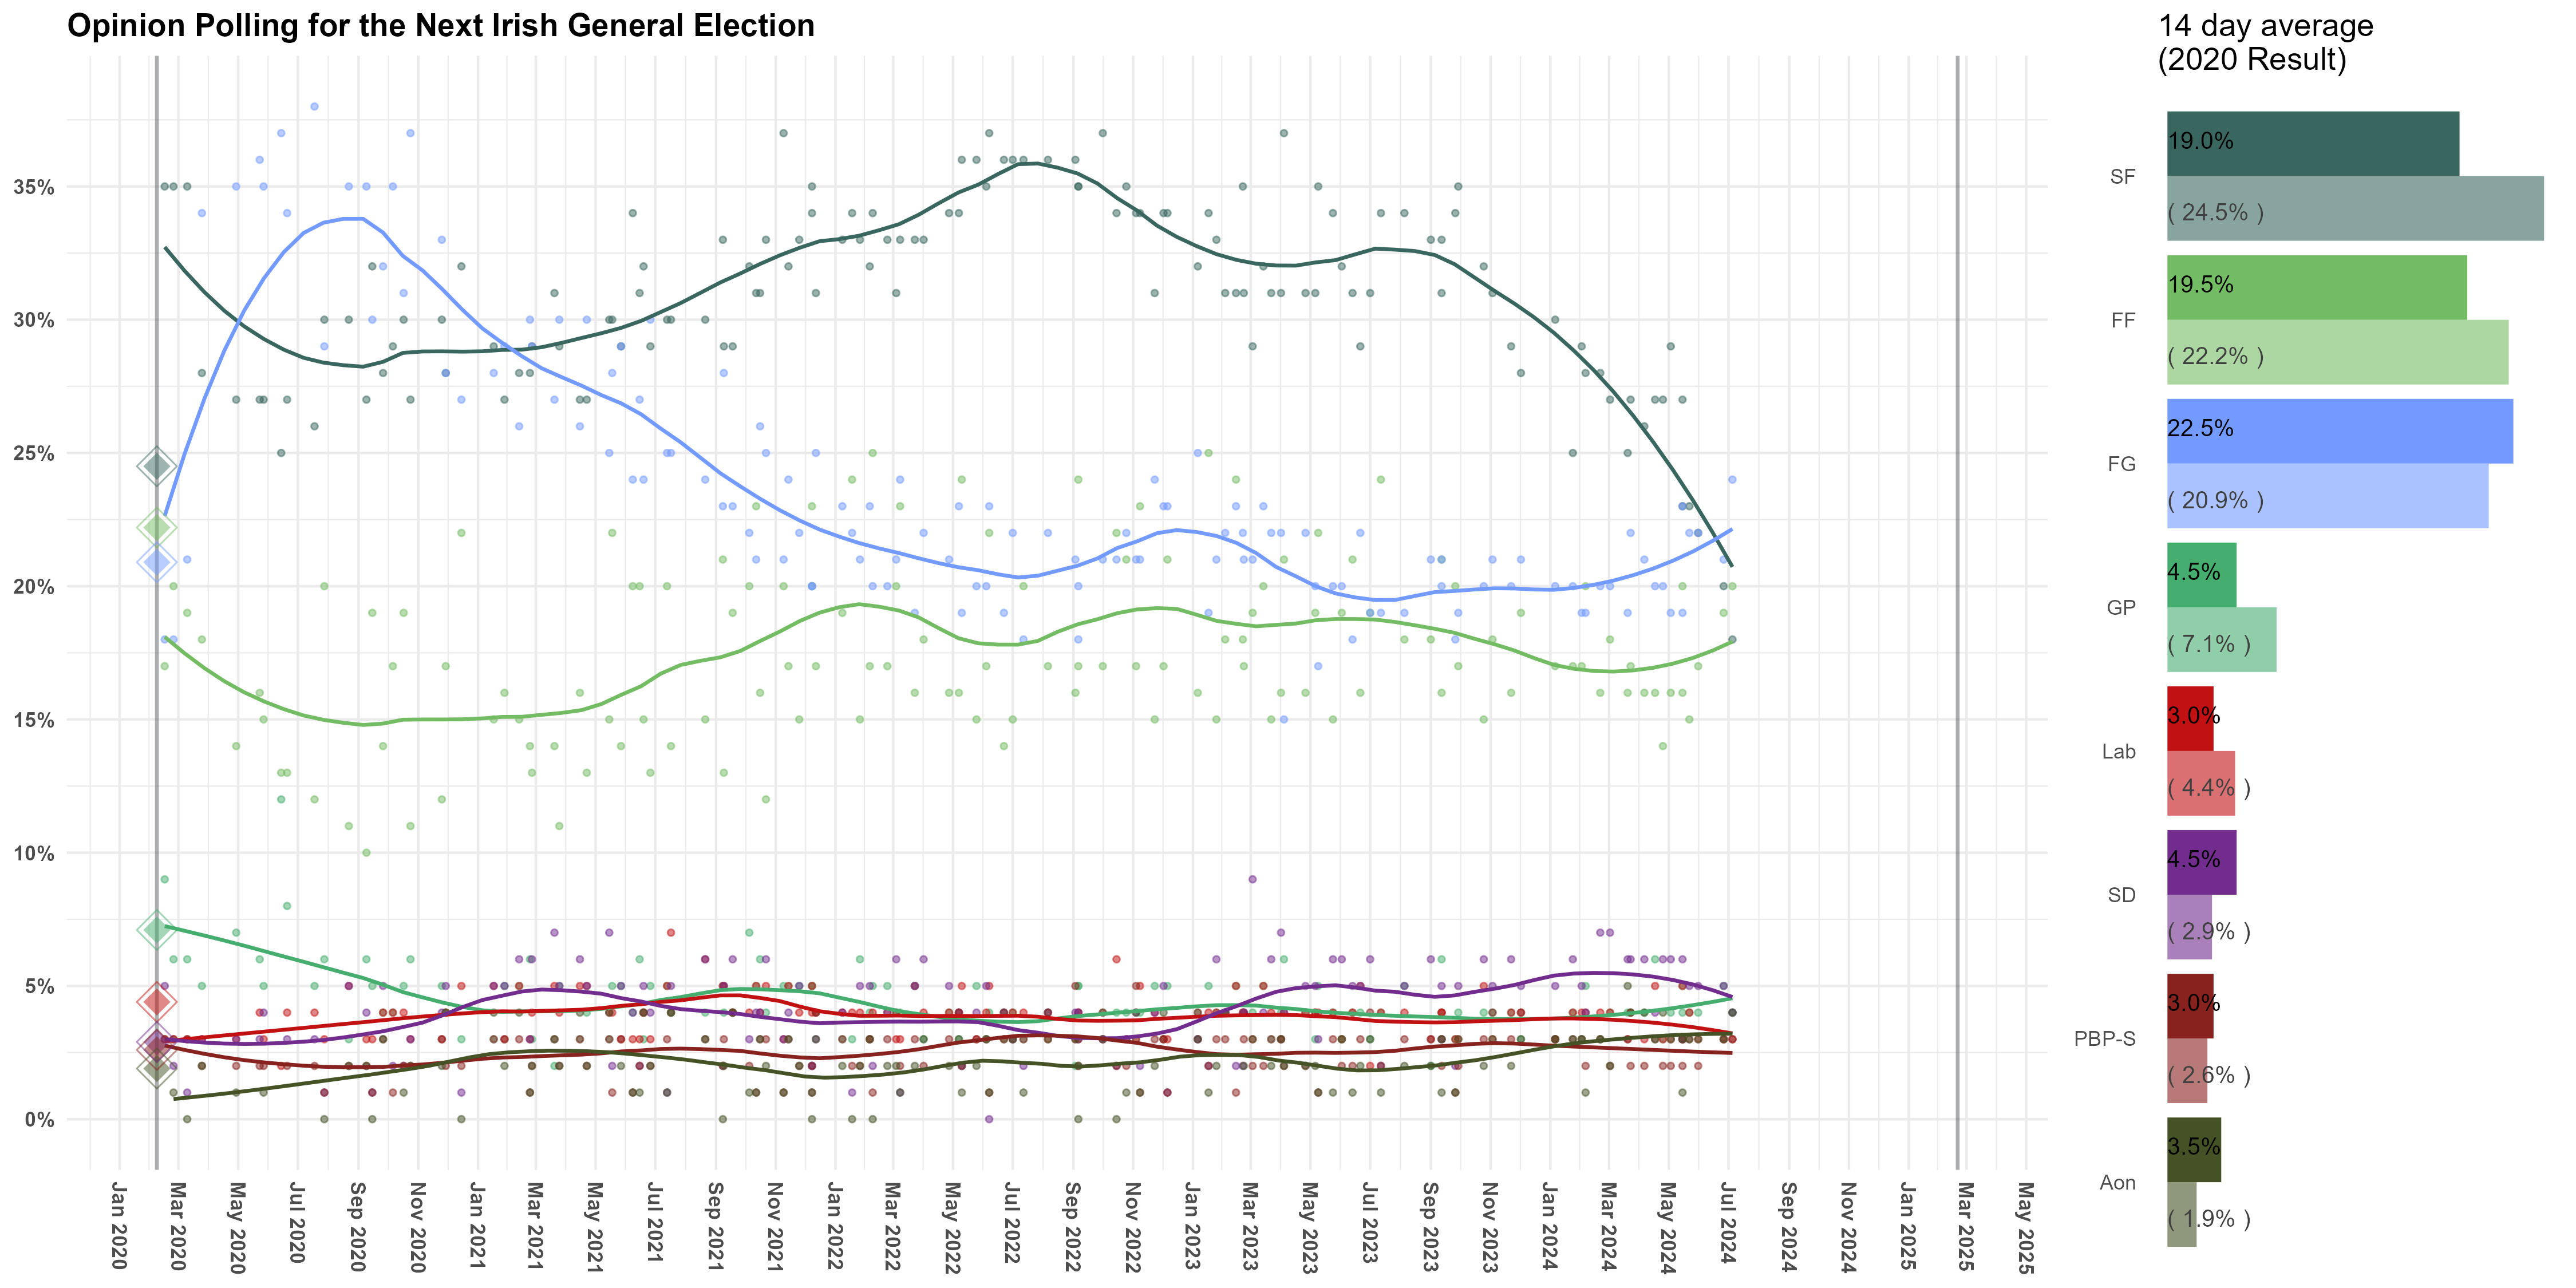 Opinion Polling for the Next Irish General Election
14 day average
(2020 Result)
35%
30%
25%
20%
15%
10%
5%
0%
Jan 2020
Mar 2020
May 2020
Jul 2020
Sep 2020
Nov 2020
Jan 2021
Mar 2021
May 2021
Jul 2021
Sep 2021
Nov 2021
Jan 2022
Mar 2022
May 2022
Jul 2022
Sep 2022
Nov 2022
Jan 2023
Mar 2023
May 2023
Jul 2023
Sep 2023
Nov 2023
Jan 2024
Mar 2024
May 2024
Jul 2024
Sep 2024
Nov 2024
Jan 2025
Mar 2025
May 2025
SF
19.0%
( 24.5% )
FF
19.5%
( 22.2% )
FG
22.5%
( 20.9% )
GP
4.5%
( 7.1% )
Lab
3.0%
( 4.4% )
SD
4.5%
( 2.9% )
PBP-S
3.0%
( 2.6% )
Aon
3.5%
( 1.9% )